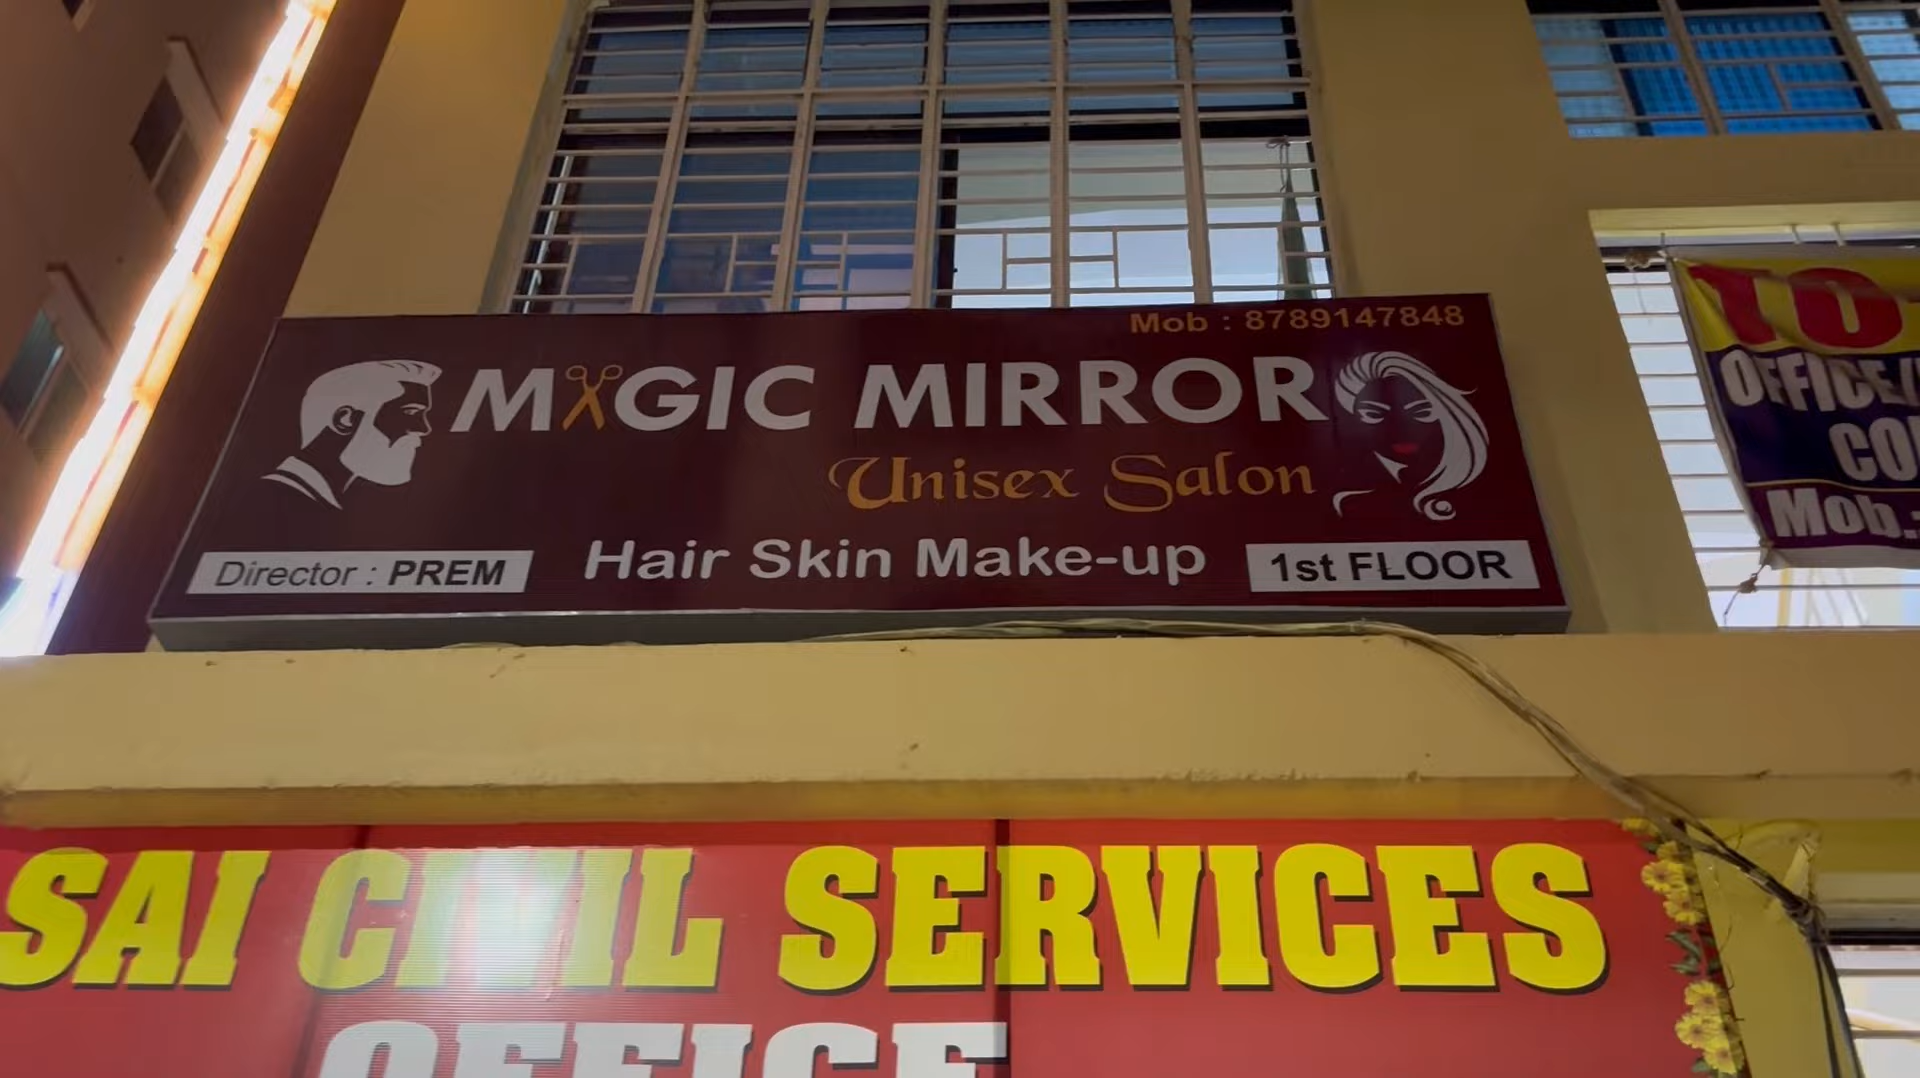 Mob : 8789147848
MAGIC MIRROR
Unisex Salon
Hair Skin Make-up
Director : PREM
1st FLOOR
TO
OFFICE/
Mob.:
SAI CIVIL SERVICES
OFFICE